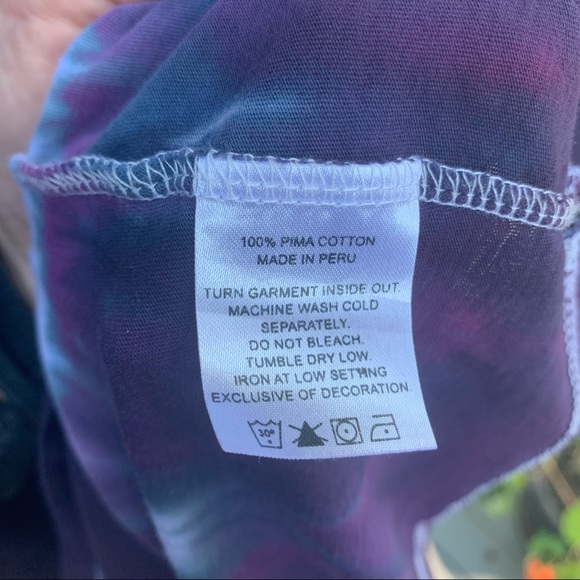 100% PIMA COTTON
MADE IN PERU
TURN GARMENT INSIDE OUT.
MACHINE WASH COLD
SEPARATELY.
DO NOT BLEACH.
TUMBLE DRY LOW.
IRON AT LOW SETTING
EXCLUSIVE OF DECORATION.
30°